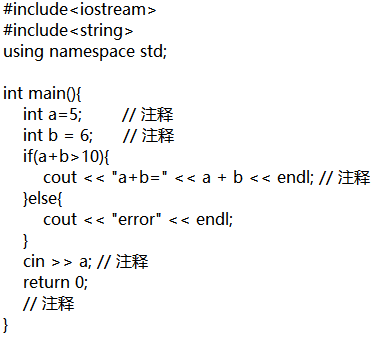 #include<iostream>
#include<string>
using namespace std;

int main(){
    int a=5;        // 注释
    int b = 6;      // 注释
    if(a+b>10){
        cout << "a+b=" << a + b << endl; // 注释
    }else{
        cout << "error" << endl;
    }
    cin >> a; // 注释
    return 0;
    // 注释
}